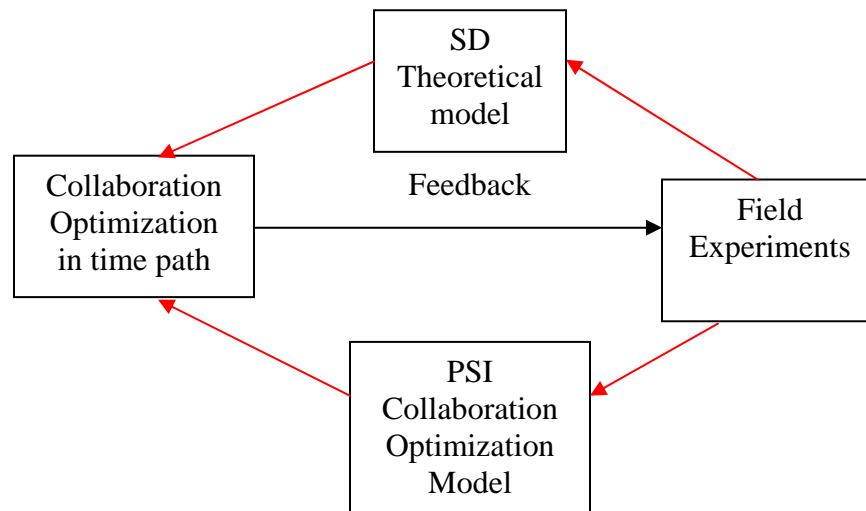 SD
Theoretical
model
Collaboration
Optimization
in time path
Feedback
Field
Experiments
PSI
Collaboration
Optimization
Model